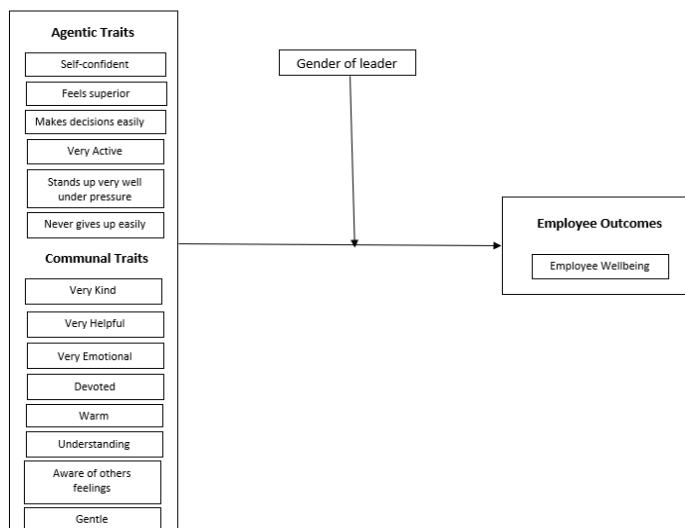 Agentic Traits
Self-confident
Feels superior
Makes decisions easily
Very Active
Stands up very well
under pressure
Never gives up easily
Communal Traits
Very Kind
Very Helpful
Very Emotional
Devoted
Warm
Understanding
Aware of others
feelings
Gentle
Gender of leader
Employee Outcomes
Employee Wellbeing